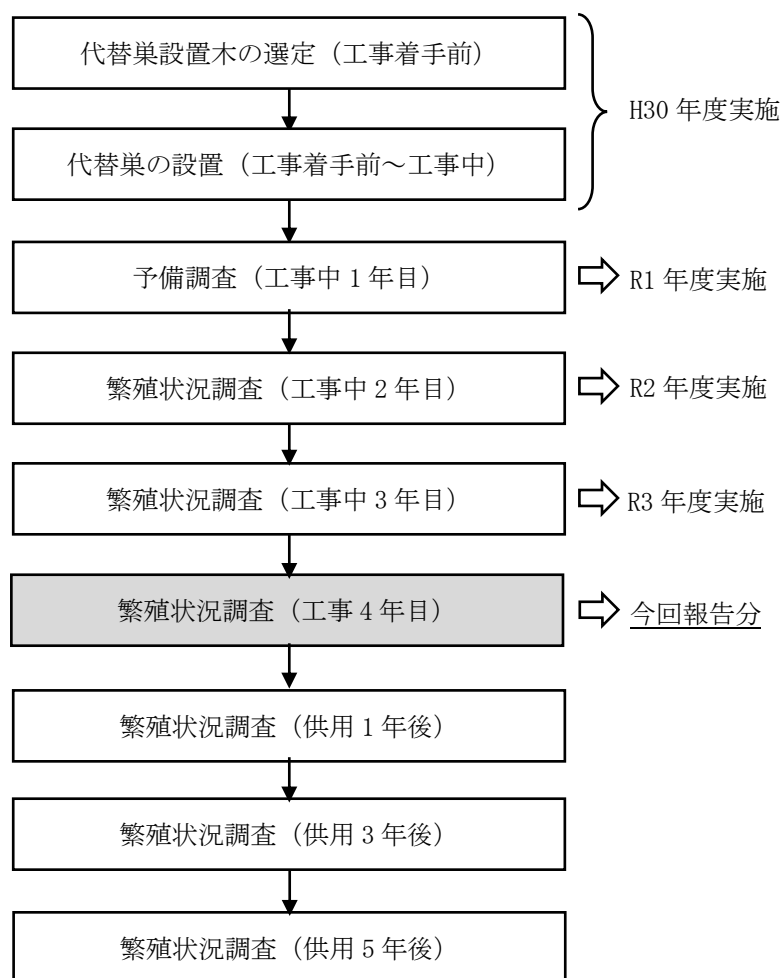 代替巣設置木の選定（工事着手前）
H30 年度実施
代替巣の設置（工事着手前～工事中）
予備調査（工事中 1 年目）
R1 年度実施
繁殖状況調査（工事中 2 年目）
R2 年度実施
繁殖状況調査（工事中 3 年目）
R3 年度実施
繁殖状況調査（工事 4 年目）
今回報告分
繁殖状況調査（供用 1 年後）
繁殖状況調査（供用 3 年後）
繁殖状況調査（供用 5 年後）